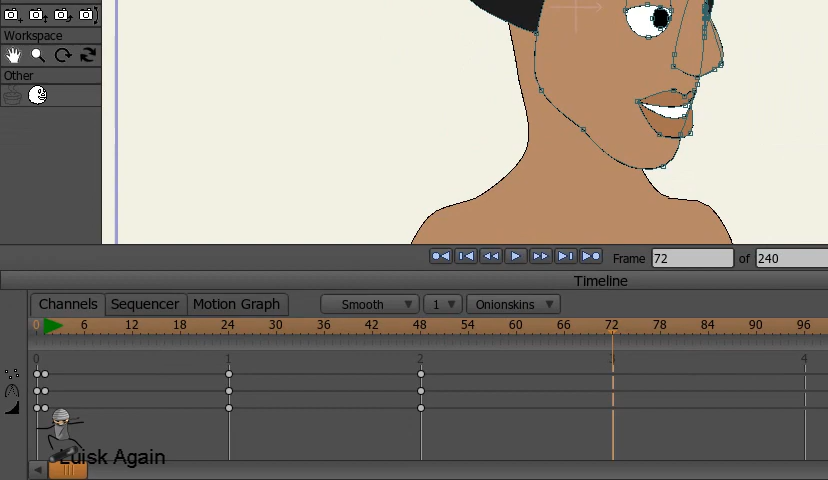 Workspace
Other
Frame 72 of 240
Timeline
Channels Sequencer Motion Graph Smooth 1 Onionskins
0 6 12 18 24 30 36 42 48 54 60 66 72 78 84 90 96
0 1 2 3 4
Luisk Again